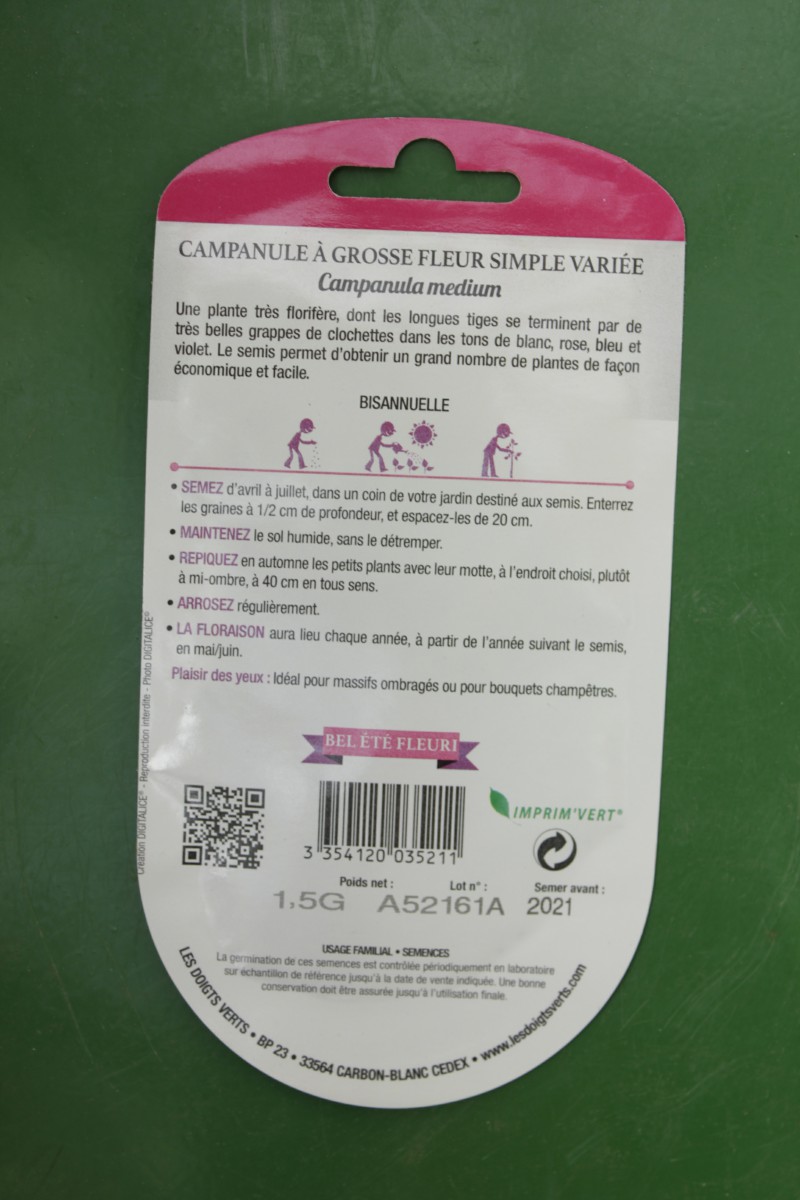 CAMPANULE À GROSSE FLEUR SIMPLE VARIÉE
Campanula medium
Une plante très florifère, dont les longues tiges se terminent par de
très belles grappes de clochettes dans les tons de blanc, rose, bleu et
violet. Le semis permet d'obtenir un grand nombre de plantes de façon
économique et facile.
BISANNUELLE
• SEMEZ d'avril à juillet, dans un coin de votre jardin destiné aux semis. Enterrez
les graines à 1/2 cm de profondeur, et espacez-les de 20 cm.
• MAINTENEZ le sol humide, sans le détremper.
• REPIQUEZ en automne les petits plants avec leur motte, à l'endroit choisi, plutôt
à mi-ombre, à 40 cm en tous sens.
• ARROSEZ régulièrement.
• LA FLORAISON aura lieu chaque année, à partir de l'année suivant le semis,
en mai/juin.
Plaisir des yeux : Idéal pour massifs ombragés ou pour bouquets champêtres.
Création DIGITALICE® - Reproduction interdite - Photo DIGITALICE®
BEL ÉTÉ FLEURI
IMPRIM'VERT®
3 354120 035211
Poids net : Lot n° : Semer avant :
1,5G A52161A 2021
USAGE FAMILIAL • SEMENCES
La germination de ces semences est contrôlée périodiquement en laboratoire
sur échantillon de référence jusqu'à la date de vente indiquée. Une bonne
conservation doit être assurée jusqu'à l'utilisation finale.
LES DOIGTS VERTS • BP 23 • 33564 CARBON-BLANC CEDEX • www.lesdoigtsverts.com